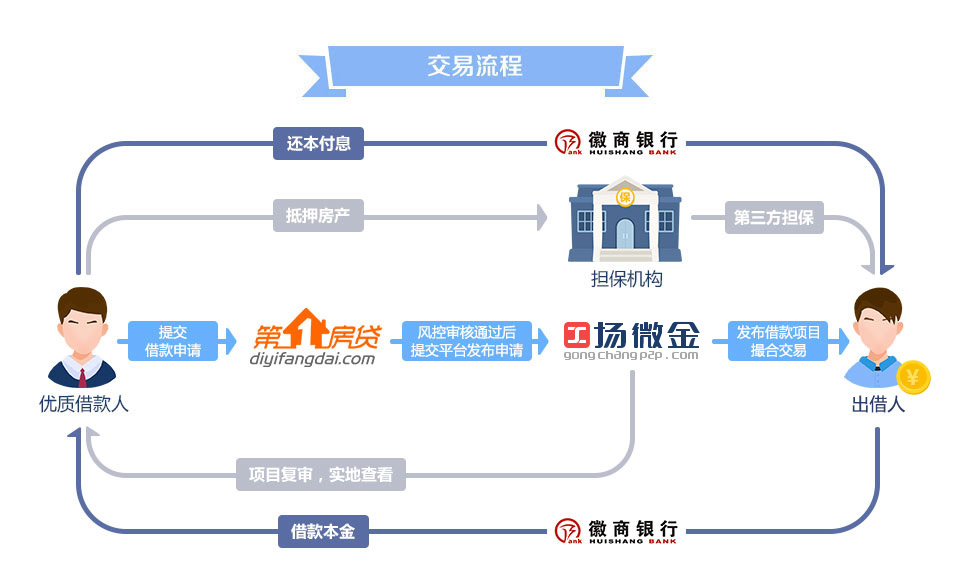 交易流程
还本付息
徽商银行
HUISHANG BANK
ank
抵押房产
保
第三方担保
担保机构
提交
借款申请
第1房贷
diyifangdai.com
风控审核通过后
提交平台发布申请
工场微金
gongchangp2p.com
发布借款项目
撮合交易
¥
优质借款人
出借人
项目复审，实地查看
借款本金
徽商银行
HUISHANG BANK
ank